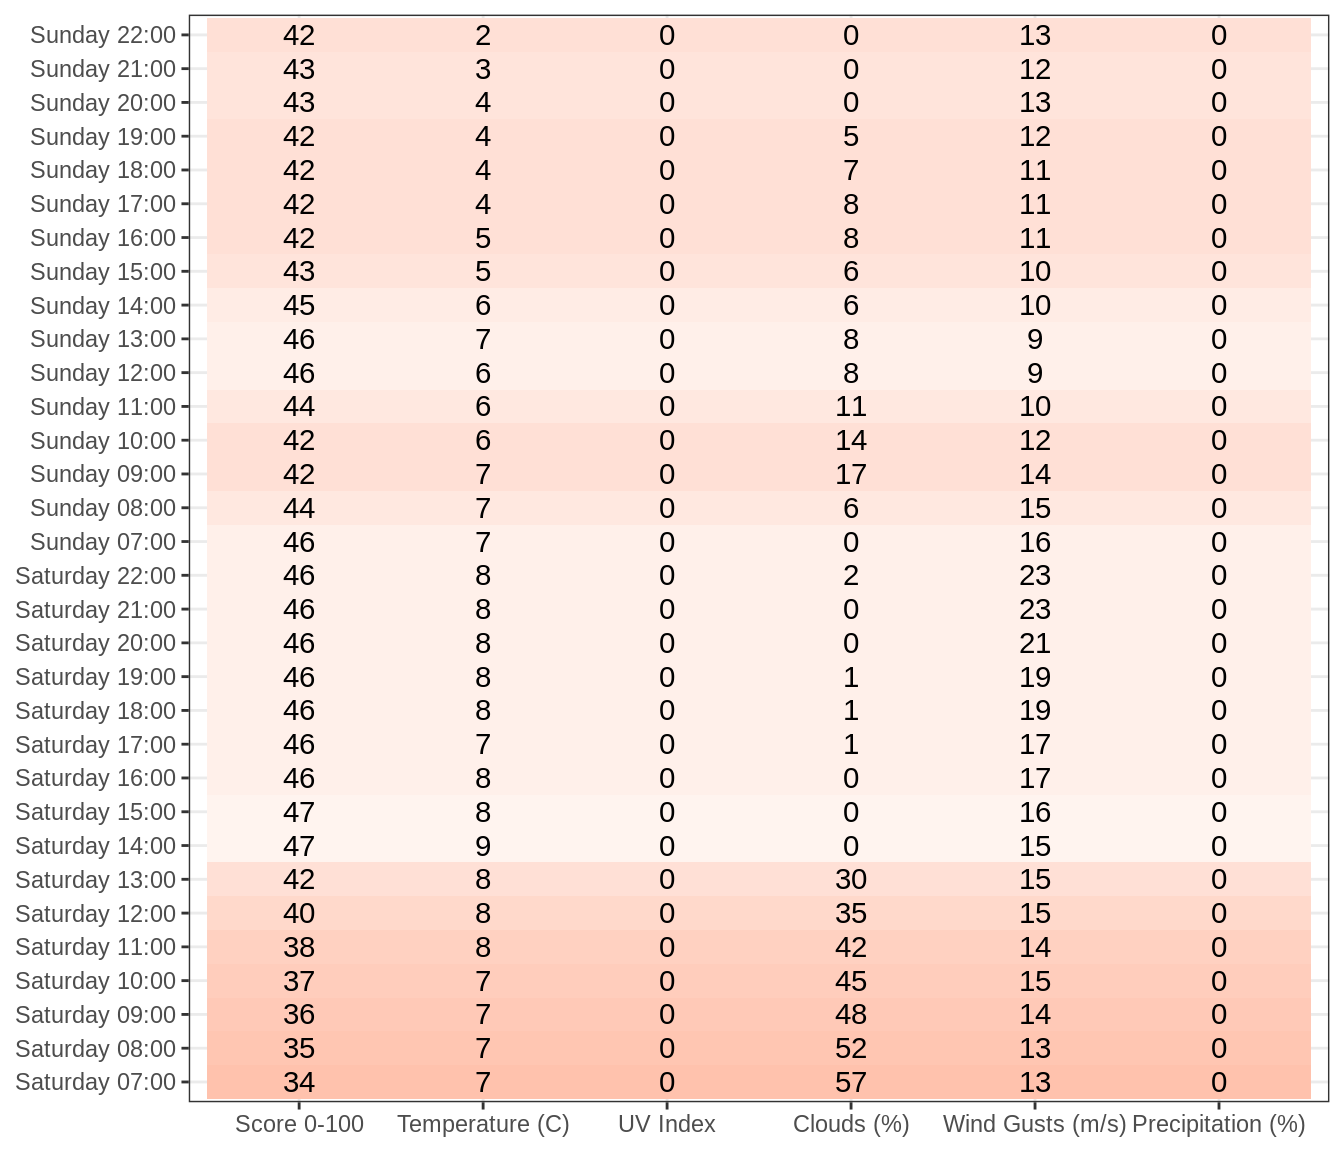 Sunday 22:00 42 2 0 0 13 0
Sunday 21:00 43 3 0 0 12 0
Sunday 20:00 43 4 0 0 13 0
Sunday 19:00 42 4 0 5 12 0
Sunday 18:00 42 4 0 7 11 0
Sunday 17:00 42 4 0 8 11 0
Sunday 16:00 42 5 0 8 11 0
Sunday 15:00 43 5 0 6 10 0
Sunday 14:00 45 6 0 6 10 0
Sunday 13:00 46 7 0 8 9 0
Sunday 12:00 46 6 0 8 9 0
Sunday 11:00 44 6 0 11 10 0
Sunday 10:00 42 6 0 14 12 0
Sunday 09:00 42 7 0 17 14 0
Sunday 08:00 44 7 0 6 15 0
Sunday 07:00 46 7 0 0 16 0
Saturday 22:00 46 8 0 2 23 0
Saturday 21:00 46 8 0 0 23 0
Saturday 20:00 46 8 0 0 21 0
Saturday 19:00 46 8 0 1 19 0
Saturday 18:00 46 8 0 1 19 0
Saturday 17:00 46 7 0 1 17 0
Saturday 16:00 46 8 0 0 17 0
Saturday 15:00 47 8 0 0 16 0
Saturday 14:00 47 9 0 0 15 0
Saturday 13:00 42 8 0 30 15 0
Saturday 12:00 40 8 0 35 15 0
Saturday 11:00 38 8 0 42 14 0
Saturday 10:00 37 7 0 45 15 0
Saturday 09:00 36 7 0 48 14 0
Saturday 08:00 35 7 0 52 13 0
Saturday 07:00 34 7 0 57 13 0
Score 0-100 Temperature (C) UV Index Clouds (%) Wind Gusts (m/s) Precipitation (%)